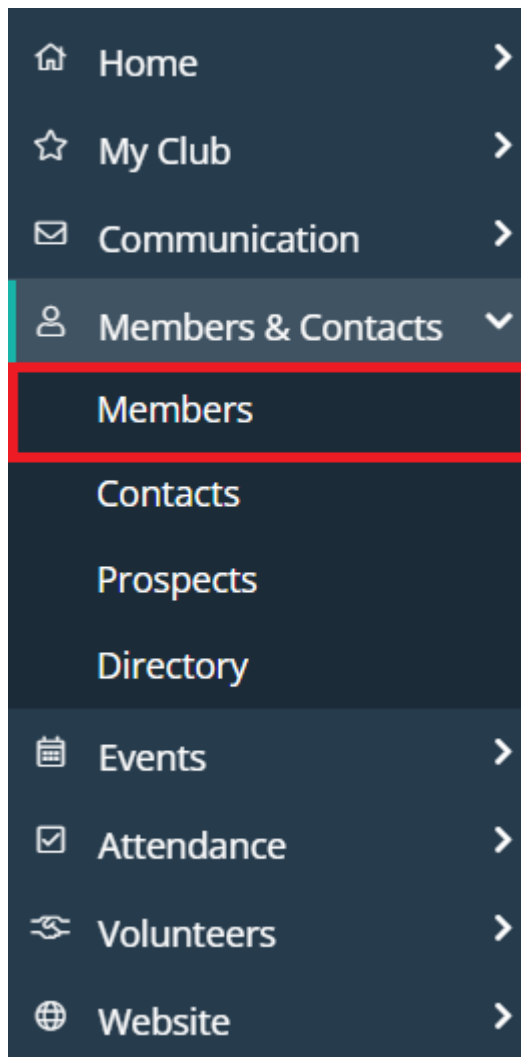 Home
My Club
Communication
Members & Contacts
Members
Contacts
Prospects
Directory
Events
Attendance
Volunteers
Website